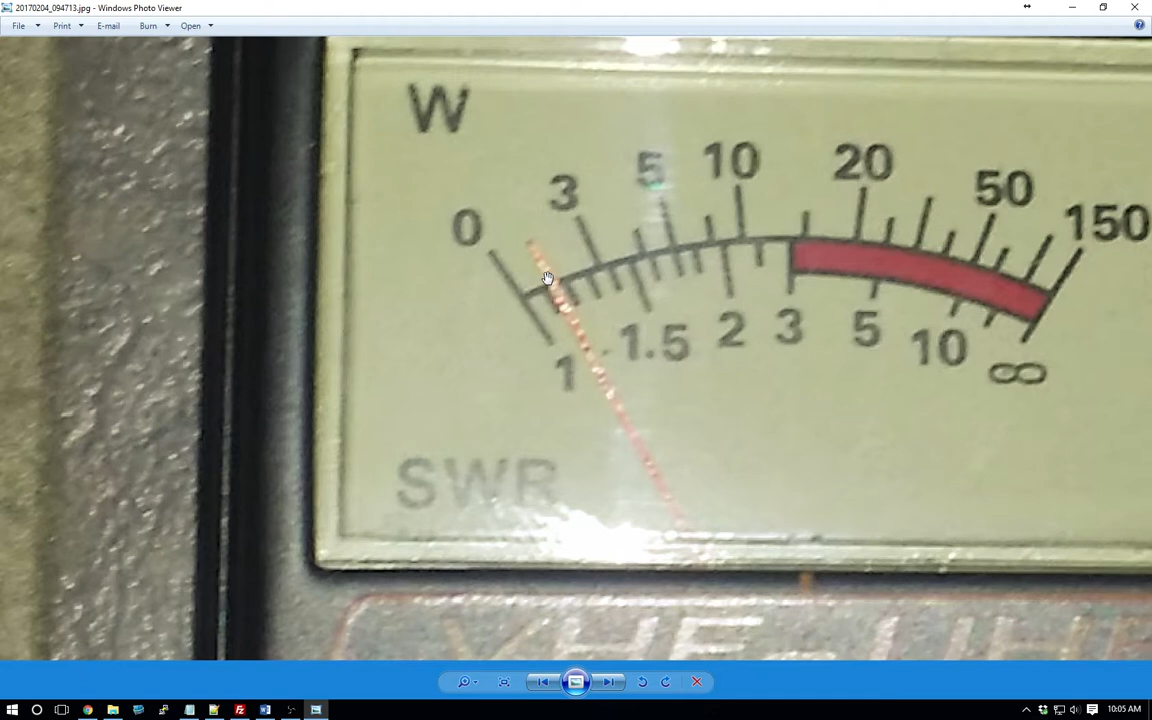 20170204_094713.jpg - Windows Photo Viewer
File Print E-mail Burn Open
W
0 3 5 10 20 50 150
1 1.5 2 3 5 10 ∞
SWR
10:05 AM